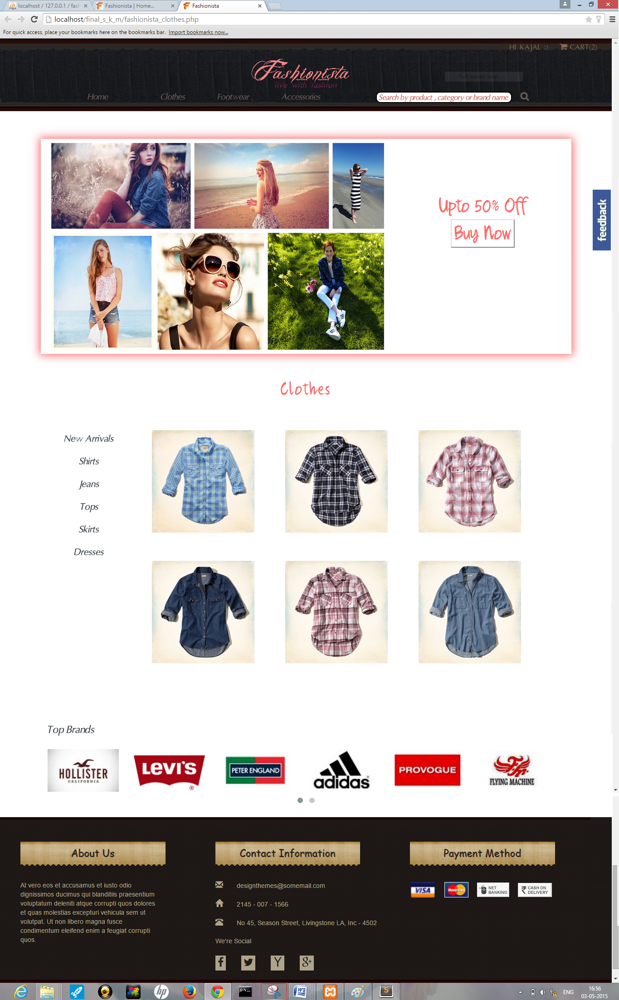 localhost / 127.0.0.1 / fash
Fashionista | Home...
Fashionista
localhost/final_s_k_m/fashionista_clothes.php
For quick access, place your bookmarks here on the bookmarks bar. Import bookmarks now...
HI KAJAL :)
CART(2)
Fashionista
live with fashion
Full-screen Snip
Home
Clothes
Footwear
Accessories
Search by product , category or brand name
Upto 50% Off
Buy Now
feedback
Clothes
New Arrivals
Shirts
Jeans
Tops
Skirts
Dresses
Top Brands
HOLLISTER
CALIFORNIA
LEVI'S
®
PETER ENGLAND
adidas
PROVOGUE
FLYING MACHINE
About Us
At vero eos et accusamus et iusto odio
dignissimos ducimus qui blanditiis praesentium
voluptatum deleniti atque corrupti quos dolores
et quas molestias excepturi vehicula sem ut
volutpat. Ut non libero magna fusce
condimentum eleifend enim a feugiat corrupti
quos.
Contact Information
designthemes@somemail.com
2145 - 007 - 1566
No 45, Season Street, Livingstone LA, Inc - 4502
We're Social
Payment Method
VISA
MasterCard
NET
BANKING
₹ CASH ON
DELIVERY
ENG
16:56
03-05-2015